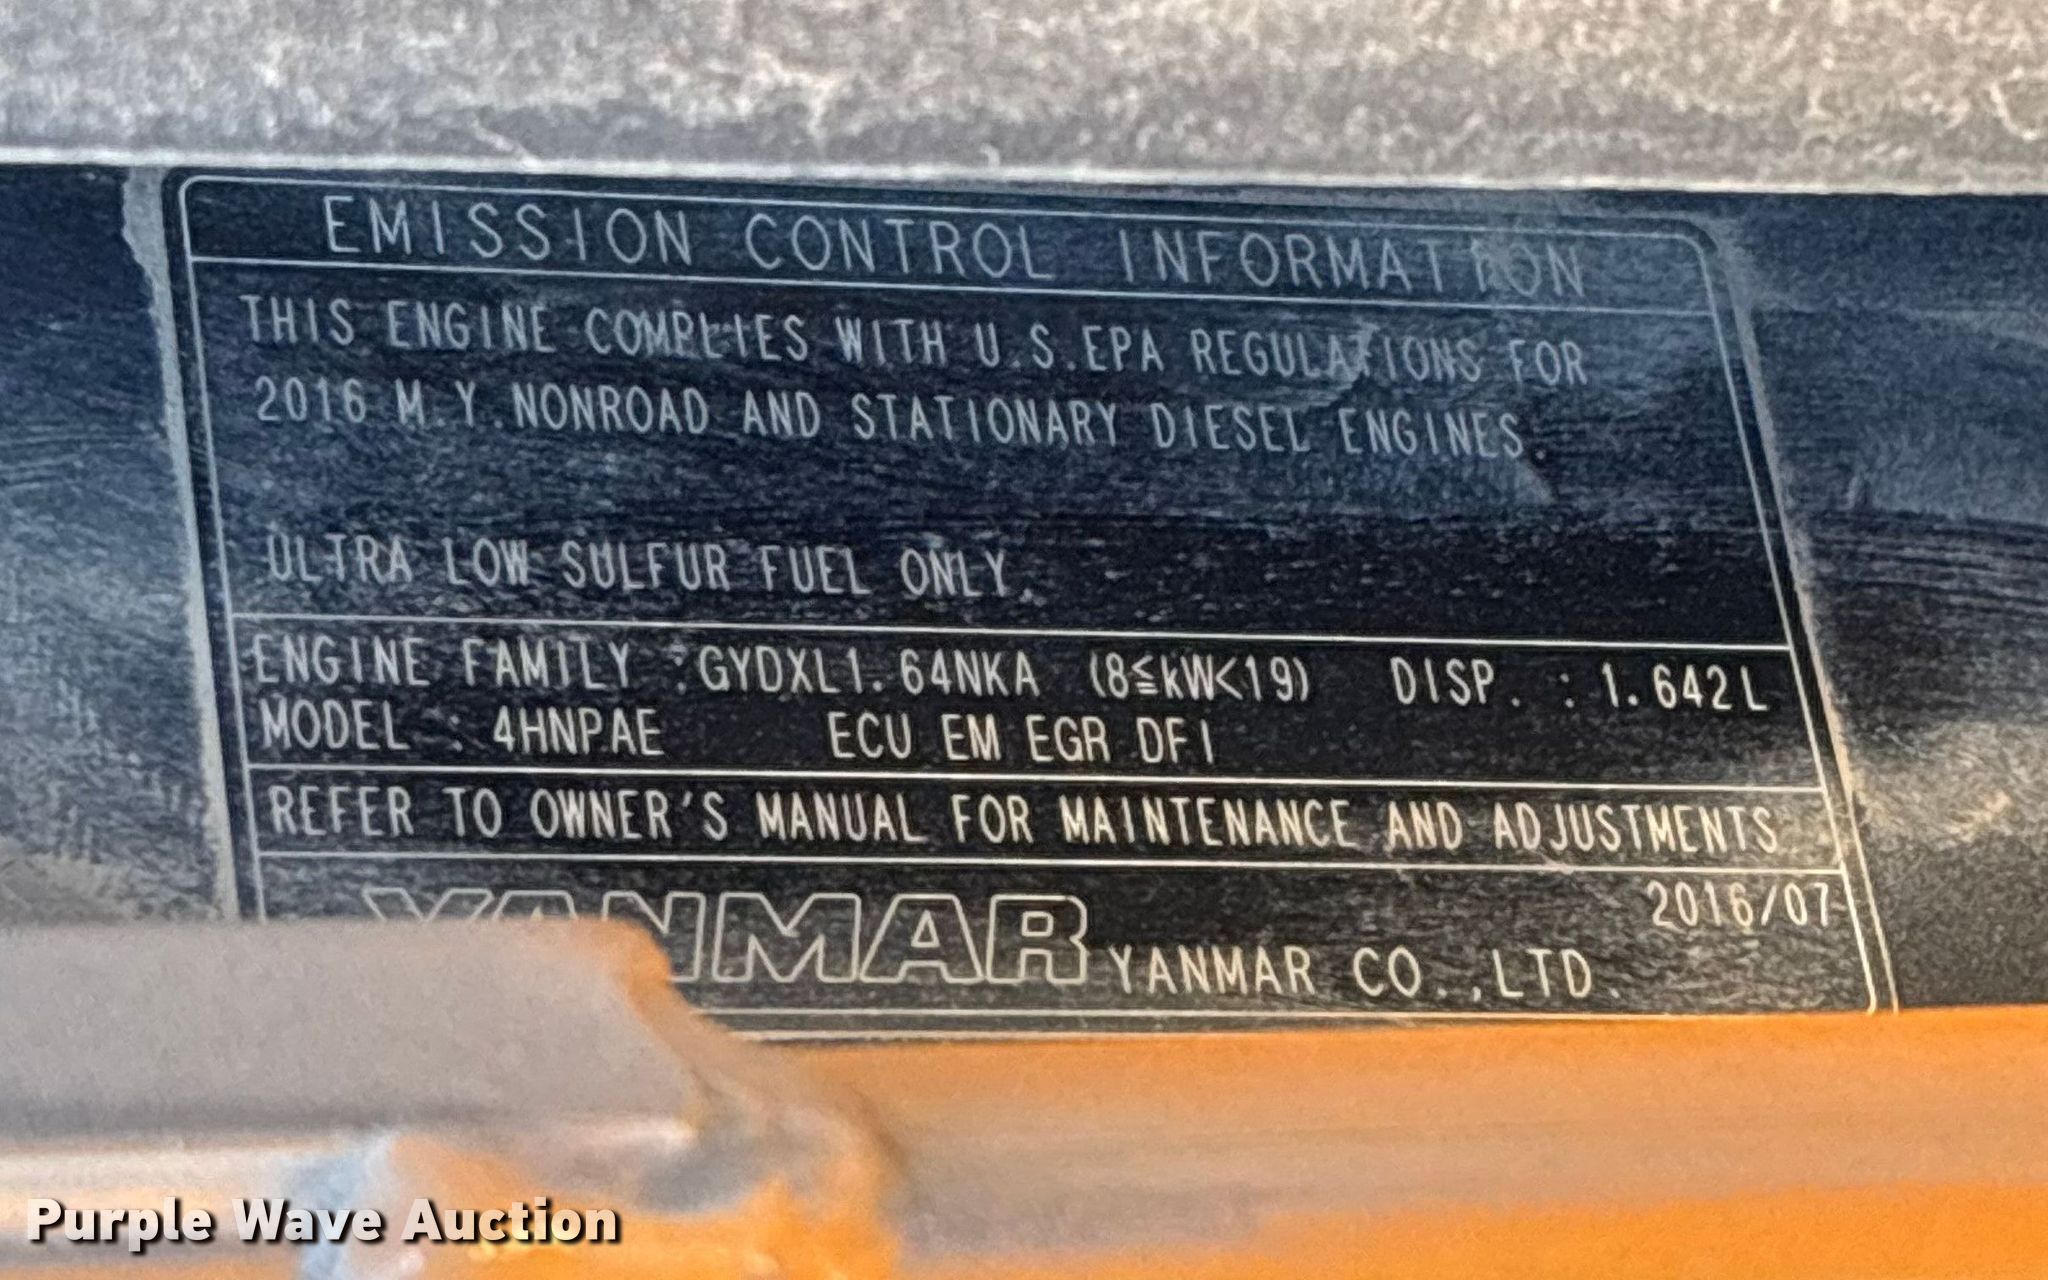 EMISSION CONTROL INFORMATION
THIS ENGINE COMPLIES WITH U.S.EPA REGULATIONS FOR
2016 M.Y.NONROAD AND STATIONARY DIESEL ENGINES.
ULTRA LOW SULFUR FUEL ONLY.
ENGINE FAMILY :GYDXL1.64NKA (8≦kW<19) DISP. : 1.642L
MODEL : 4HNPAE ECU EM EGR DFI
REFER TO OWNER'S MANUAL FOR MAINTENANCE AND ADJUSTMENTS.
2016/07
YANMAR YANMAR CO.,LTD.
Purple Wave Auction